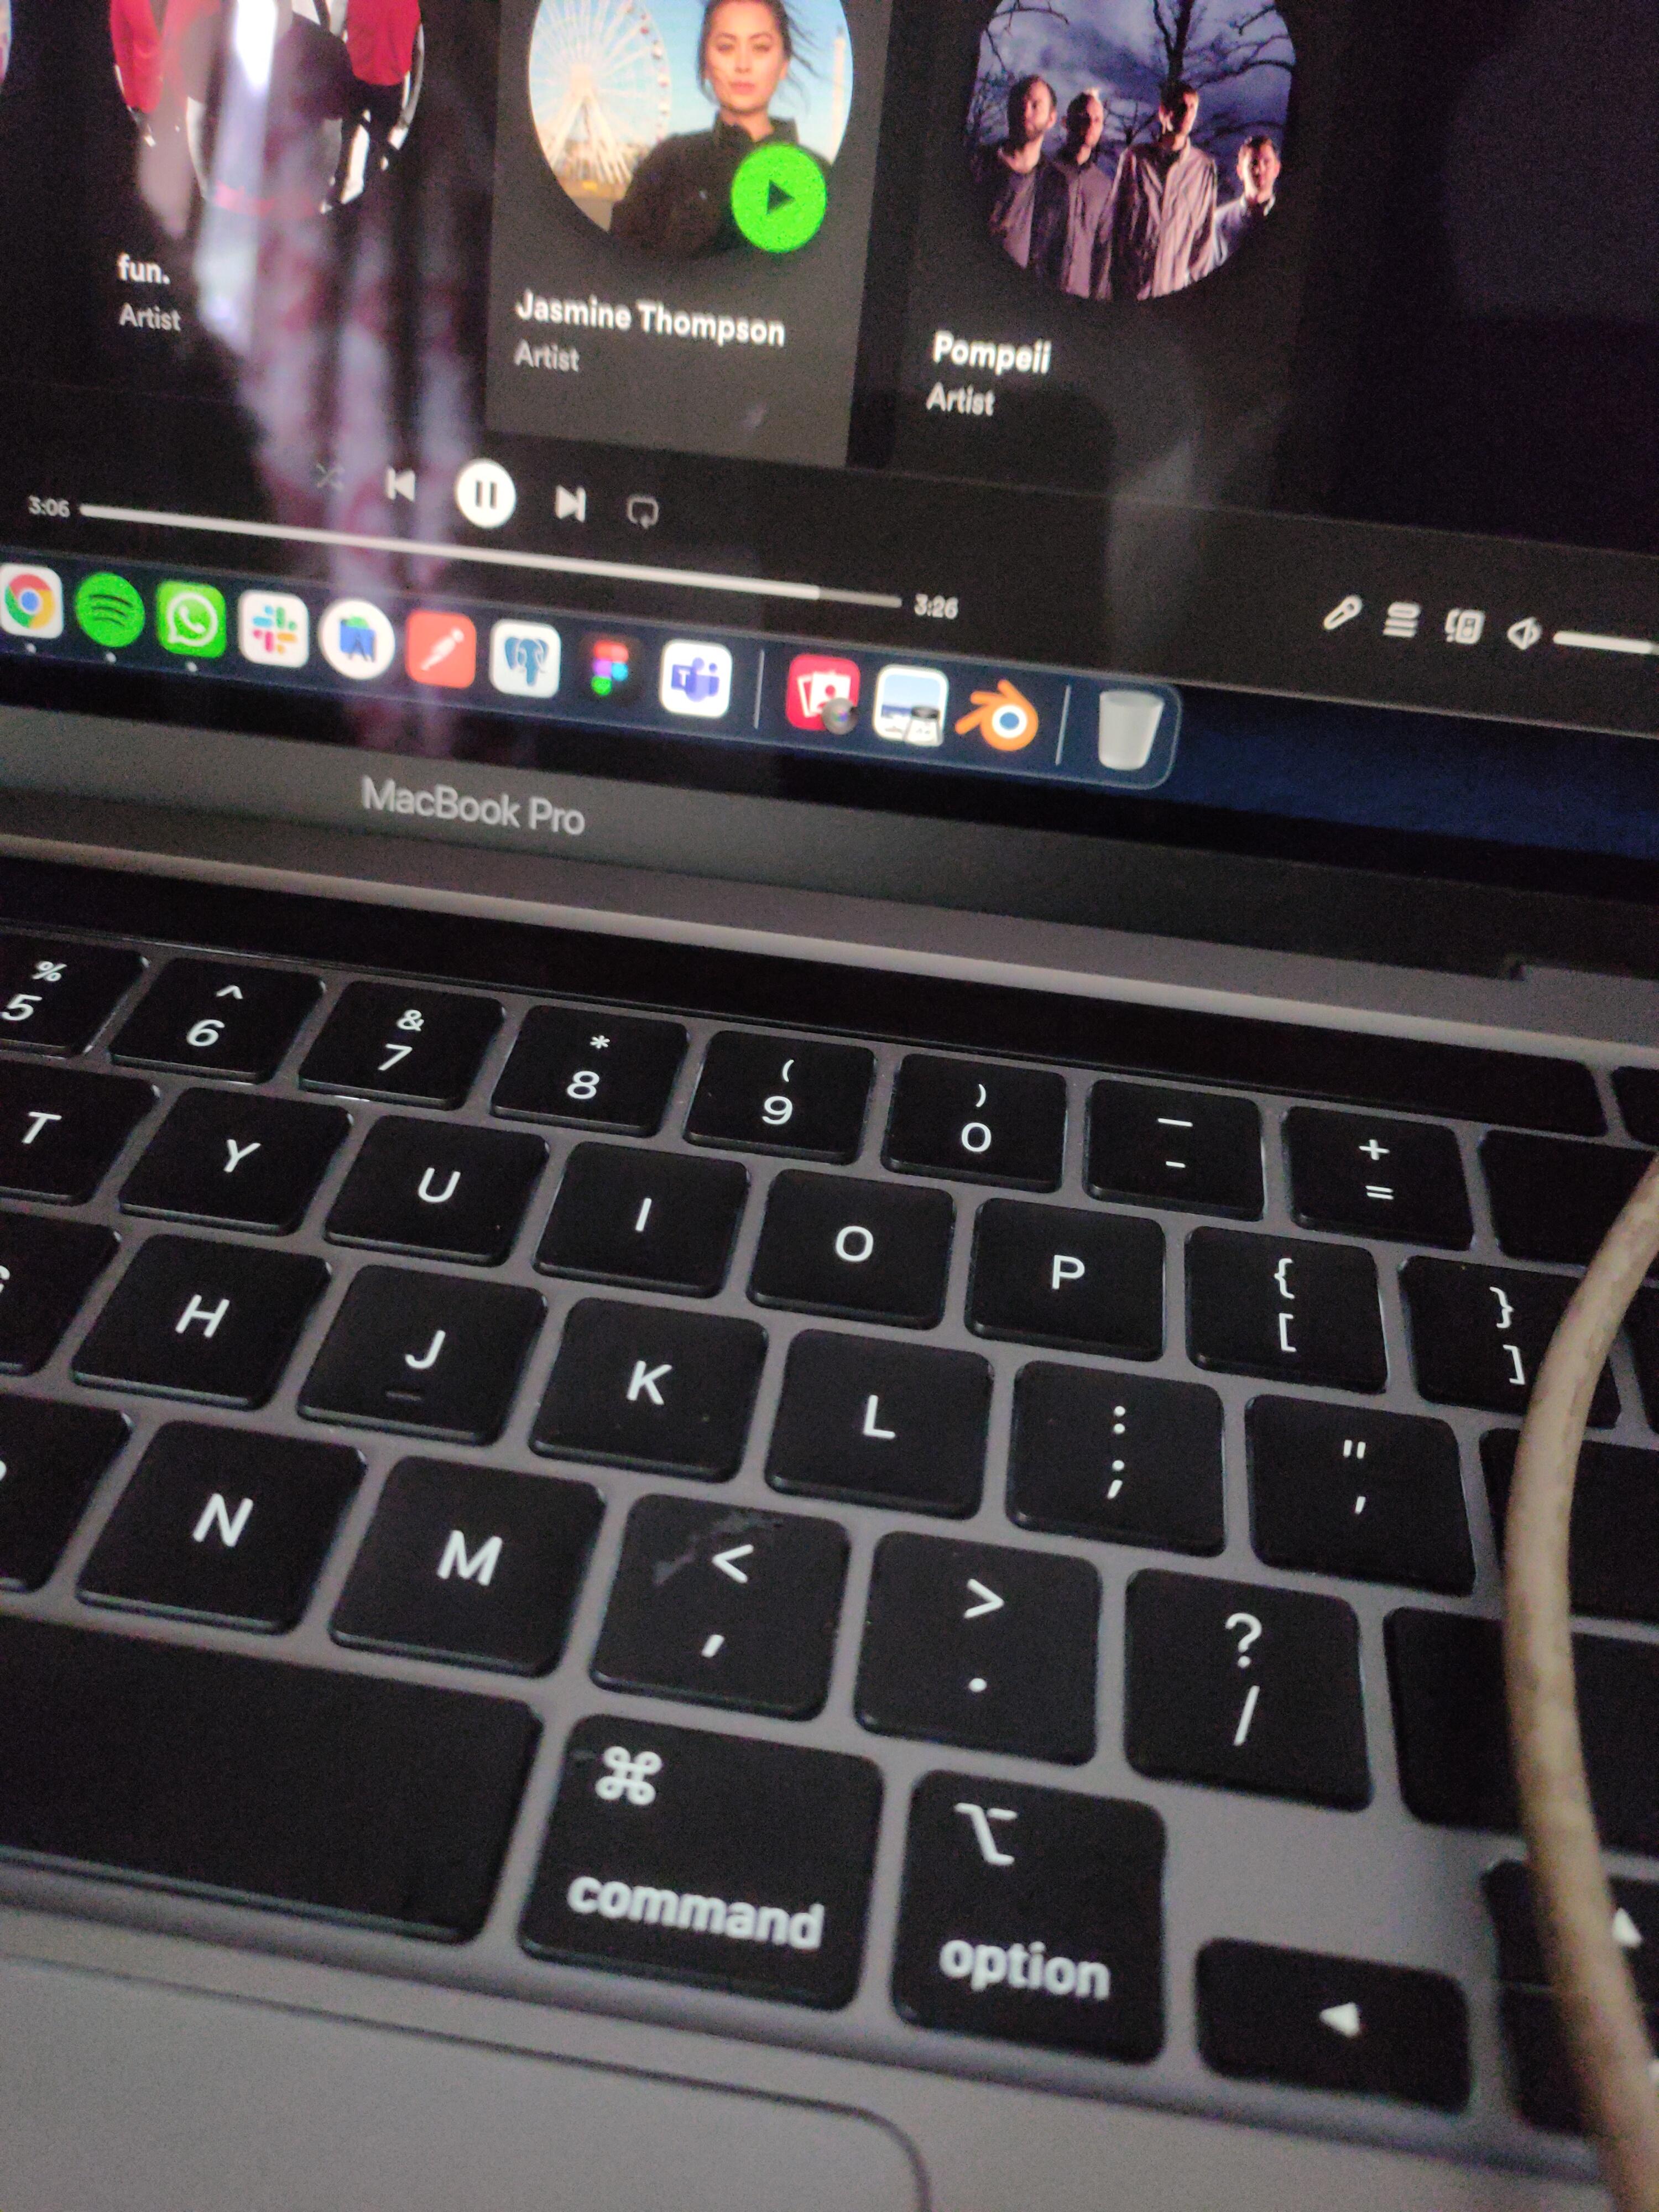 fun.
Artist
Jasmine Thompson
Artist
Pompeii
Artist
3:06
3:26
MacBook Pro
% ^ & * ( ) — +
5 6 7 8 9 0 - =
T Y U I O P { }
[ ]
H J K L : "
; '
N M < > ?
, . /
⌘ ⌥
command option